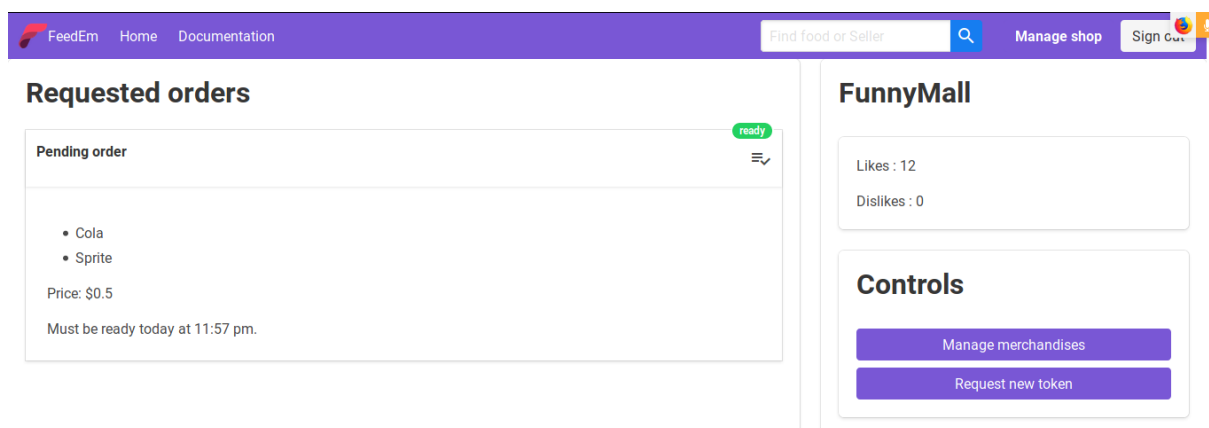 FeedEm Home Documentation Find food or Seller Manage shop Sign out
Requested orders
ready
Pending order
Cola
Sprite
Price: $0.5
Must be ready today at 11:57 pm.
FunnyMall
Likes : 12
Dislikes : 0
Controls
Manage merchandises
Request new token